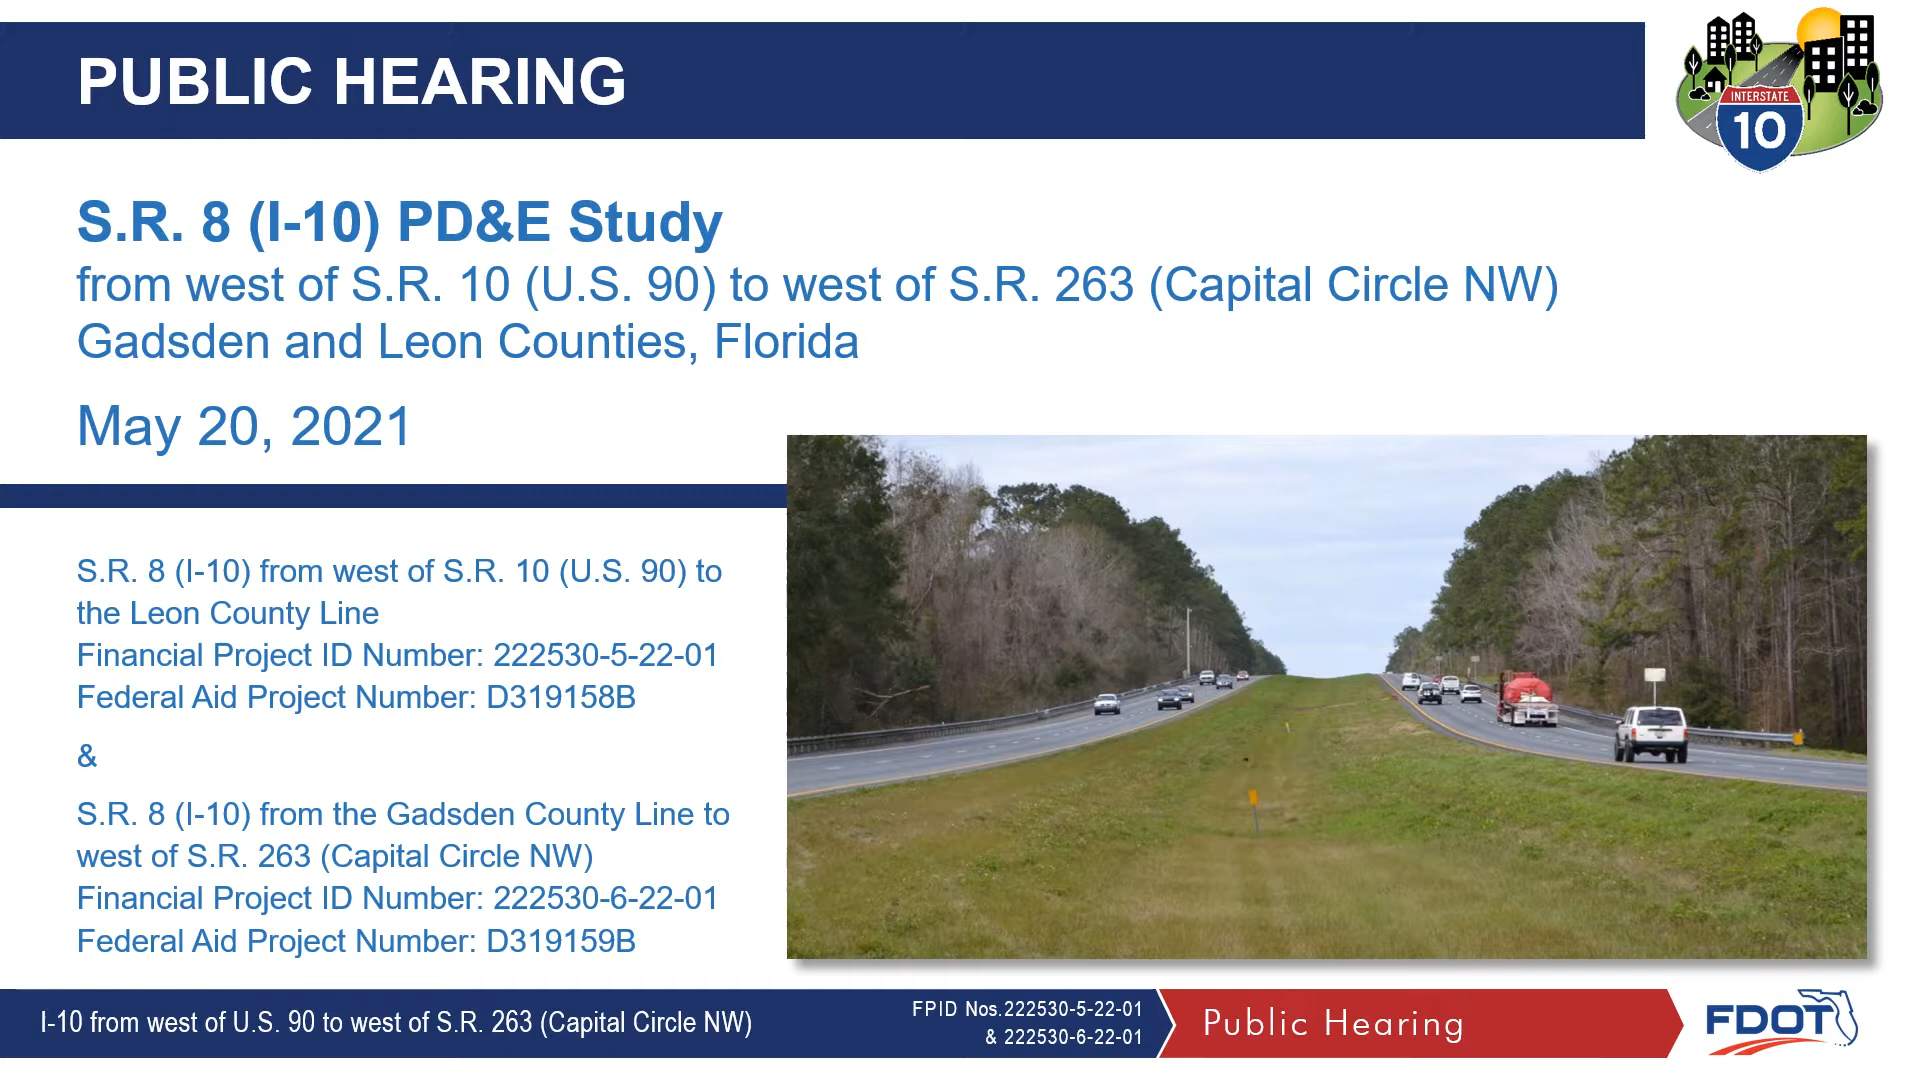 PUBLIC HEARING
INTERSTATE
10
S.R. 8 (I-10) PD&E Study
from west of S.R. 10 (U.S. 90) to west of S.R. 263 (Capital Circle NW)
Gadsden and Leon Counties, Florida
May 20, 2021
S.R. 8 (I-10) from west of S.R. 10 (U.S. 90) to
the Leon County Line
Financial Project ID Number: 222530-5-22-01
Federal Aid Project Number: D319158B
&
S.R. 8 (I-10) from the Gadsden County Line to
west of S.R. 263 (Capital Circle NW)
Financial Project ID Number: 222530-6-22-01
Federal Aid Project Number: D319159B
I-10 from west of U.S. 90 to west of S.R. 263 (Capital Circle NW)
FPID Nos.222530-5-22-01
& 222530-6-22-01
Public Hearing
FDOT